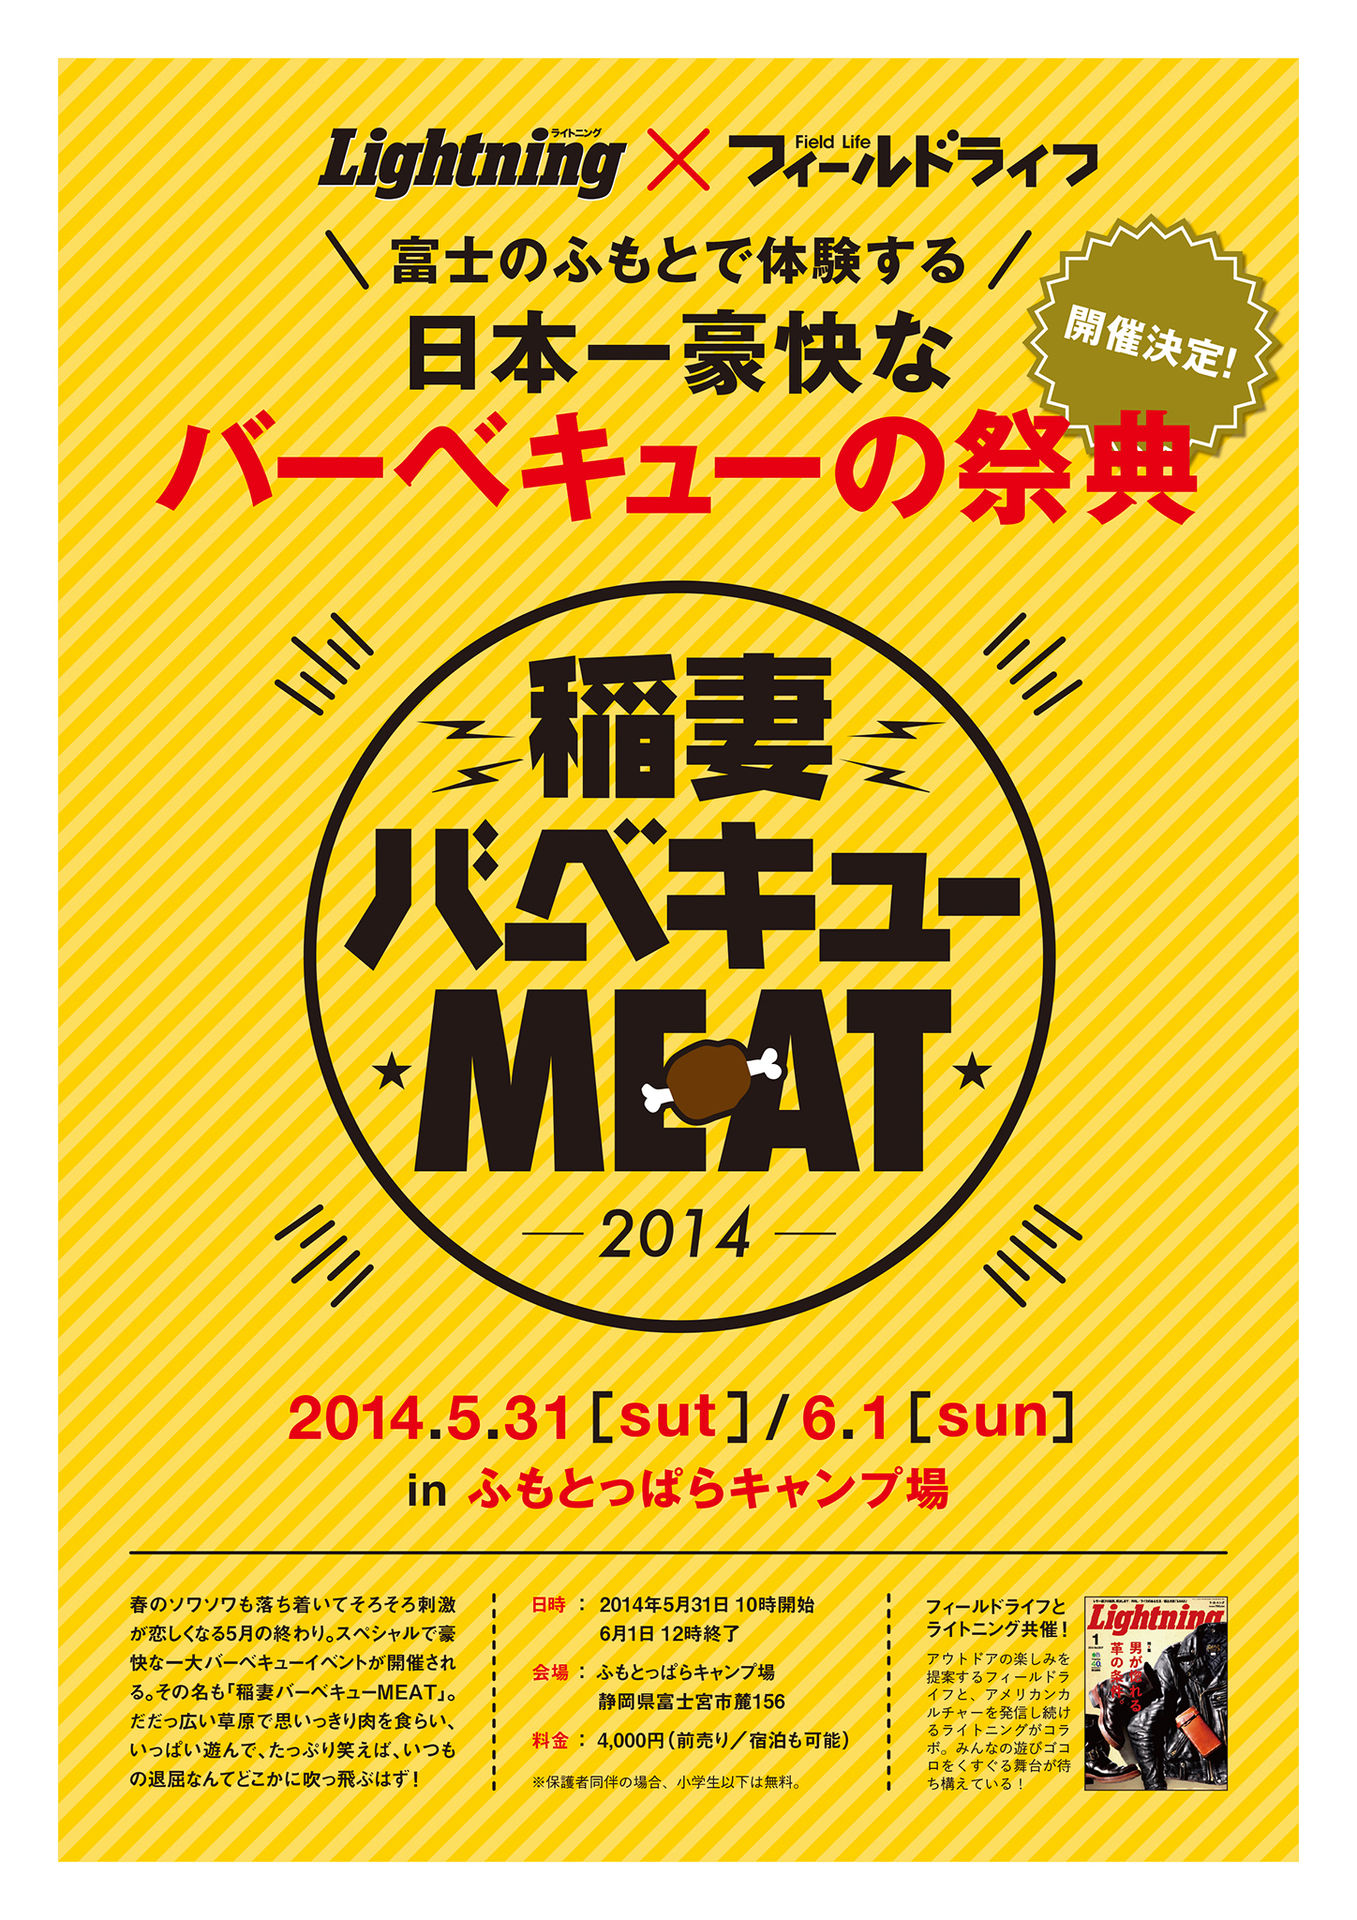 Lightning ライトニング × フィールドライフ Field Life
富士のふもとで体験する
日本一豪快な
開催決定!
バーベキューの祭典
稲妻
バーベキュー
MEAT
2014
2014.5.31[sut]/6.1[sun]
in ふもとっぱらキャンプ場
春のソワソワも落ち着いてそろそろ刺激
が恋しくなる5月の終わり。スペシャルで豪
快な一大バーベキューイベントが開催され
る。その名も「稲妻バーベキューMEAT」。
だだっ広い草原で思いっきり肉を食らい、
いっぱい遊んで、たっぷり笑えば、いつも
の退屈なんてどこかに吹っ飛ぶはず!
日時 : 2014年5月31日 10時開始
6月1日 12時終了
会場 : ふもとっぱらキャンプ場
静岡県富士宮市麓156
料金 : 4,000円(前売り/宿泊も可能)
※保護者同伴の場合、小学生以下は無料。
フィールドライフと
ライトニング共催!
アウトドアの楽しみを
提案するフィールドラ
イフと、アメリカンカ
ルチャーを発信し続け
るライトニングがコラ
ボ。みんなの遊びゴコ
ロをくすぐる舞台が待
ち構えている!
Lightning
1
男が惚れる
革の条件。